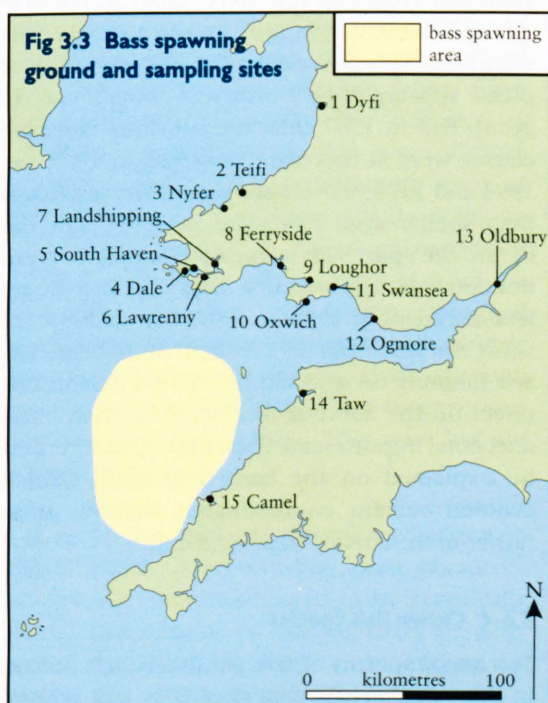 Fig 3.3 Bass spawning
ground and sampling sites
bass spawning
area
1 Dyfi
2 Teifi
3 Nyfer
7 Landshipping
8 Ferryside
13 Oldbury
5 South Haven
9 Loughor
4 Dale
11 Swansea
6 Lawrenny
10 Oxwich
12 Ogmore
14 Taw
15 Camel
N
kilometres
0
100